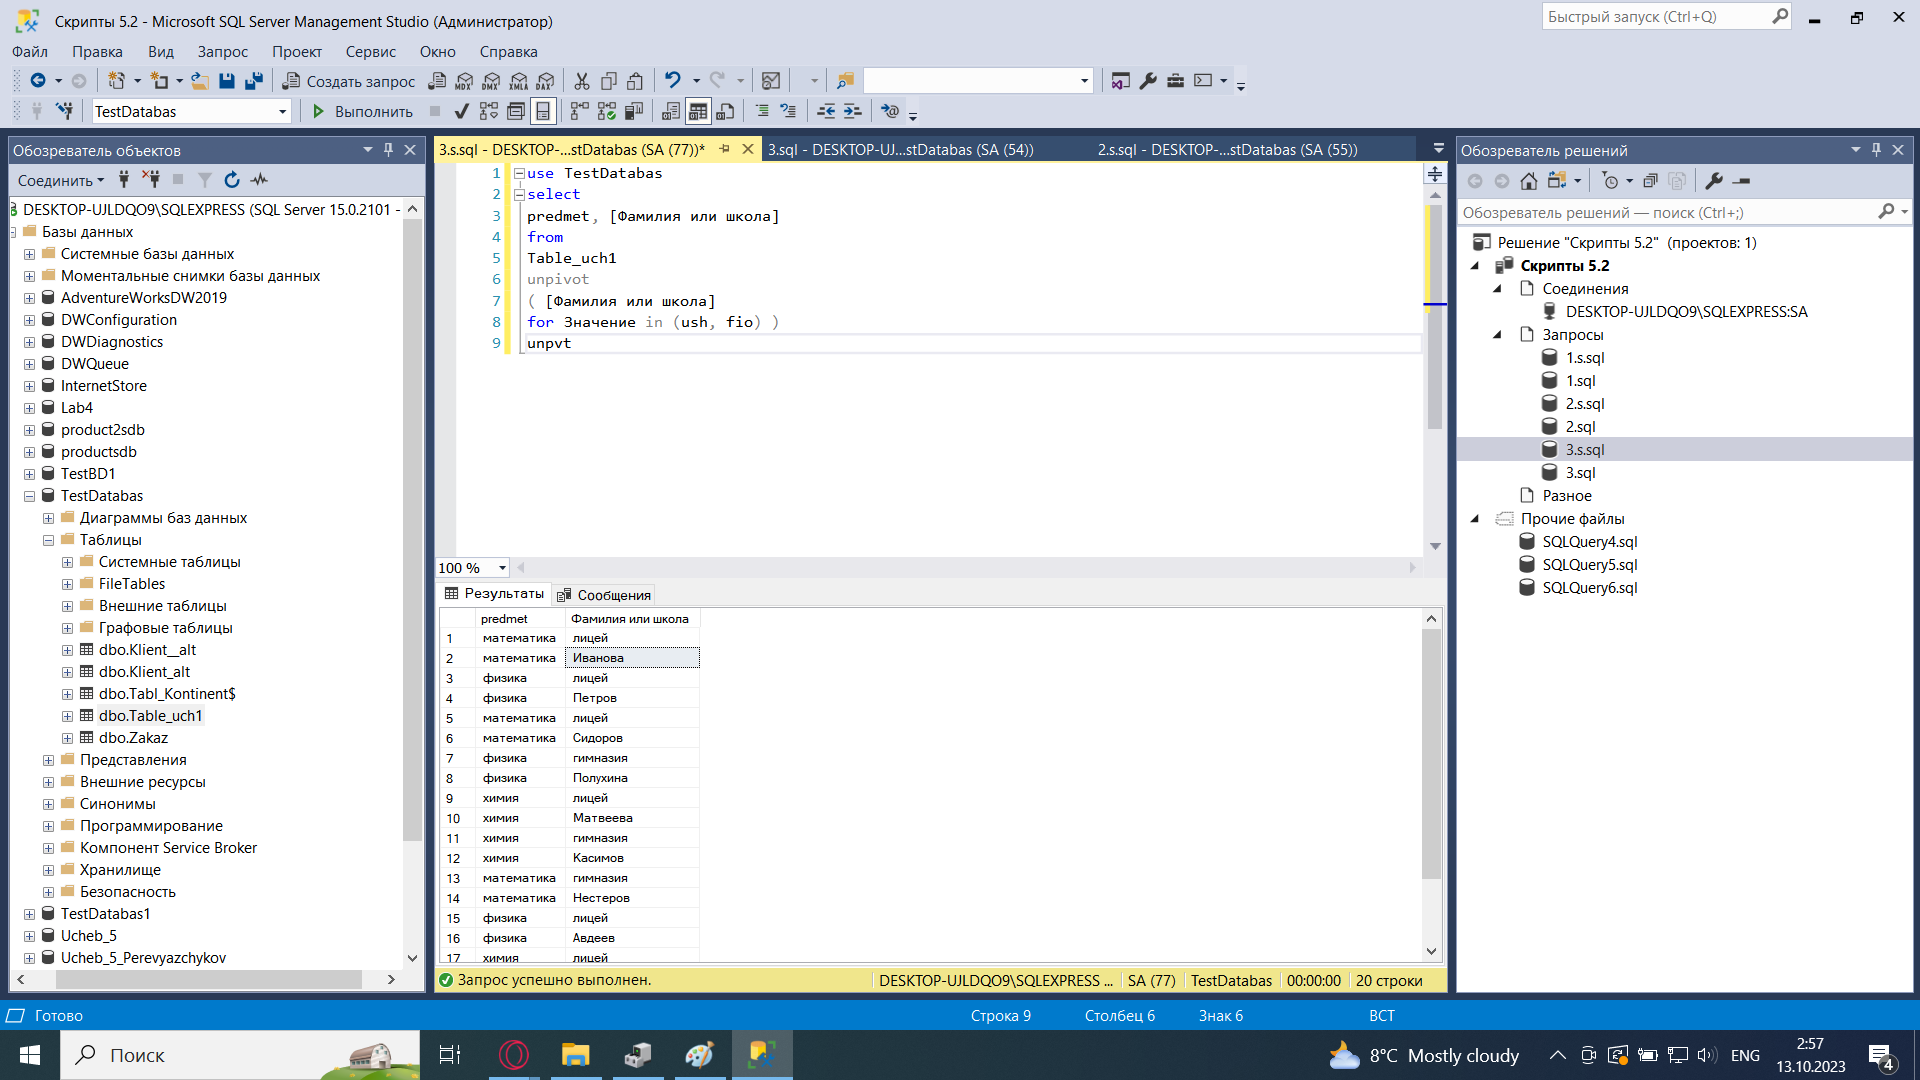 Скрипты 5.2 - Microsoft SQL Server Management Studio (Администратор)
Быстрый запуск (Ctrl+Q)
Файл Правка Вид Запрос Проект Сервис Окно Справка
Создать запрос MDX DMX XMLA DAX
TestDatabas Выполнить
Обозреватель объектов
Соединить
DESKTOP-UJLDQO9\SQLEXPRESS (SQL Server 15.0.2101 -
Базы данных
Системные базы данных
Моментальные снимки базы данных
AdventureWorksDW2019
DWConfiguration
DWDiagnostics
DWQueue
InternetStore
Lab4
product2sdb
productsdb
TestBD1
TestDatabas
Диаграммы баз данных
Таблицы
Системные таблицы
FileTables
Внешние таблицы
Графовые таблицы
dbo.Klient__alt
dbo.Klient_alt
dbo.Tabl_Kontinent$
dbo.Table_uch1
dbo.Zakaz
Представления
Внешние ресурсы
Синонимы
Программирование
Компонент Service Broker
Хранилище
Безопасность
TestDatabas1
Ucheb_5
Ucheb_5_Perevyazchykov
3.s.sql - DESKTOP-...stDatabas (SA (77))* 3.sql - DESKTOP-UJ...stDatabas (SA (54)) 2.s.sql - DESKTOP-...stDatabas (SA (55))
1 use TestDatabas
2 select
3 predmet, [Фамилия или школа]
4 from
5 Table_uch1
6 unpivot
7 ( [Фамилия или школа]
8 for Значение in (ush, fio) )
9 unpvt
100 %
Результаты Сообщения
predmet Фамилия или школа
1 математика лицей
2 математика Иванова
3 физика лицей
4 физика Петров
5 математика лицей
6 математика Сидоров
7 физика гимназия
8 физика Полухина
9 химия лицей
10 химия Матвеева
11 химия гимназия
12 химия Касимов
13 математика гимназия
14 математика Нестеров
15 физика лицей
16 физика Авдеев
17 химия лицей
Запрос успешно выполнен. DESKTOP-UJLDQO9\SQLEXPRESS ... SA (77) TestDatabas 00:00:00 20 строки
Обозреватель решений
Обозреватель решений — поиск (Ctrl+;)
Решение "Скрипты 5.2" (проектов: 1)
Скрипты 5.2
Соединения
DESKTOP-UJLDQO9\SQLEXPRESS:SA
Запросы
1.s.sql
1.sql
2.s.sql
2.sql
3.s.sql
3.sql
Разное
Прочие файлы
SQLQuery4.sql
SQLQuery5.sql
SQLQuery6.sql
Готово Строка 9 Столбец 6 Знак 6 ВСТ
Поиск
8°C Mostly cloudy ENG 2:57
13.10.2023 4